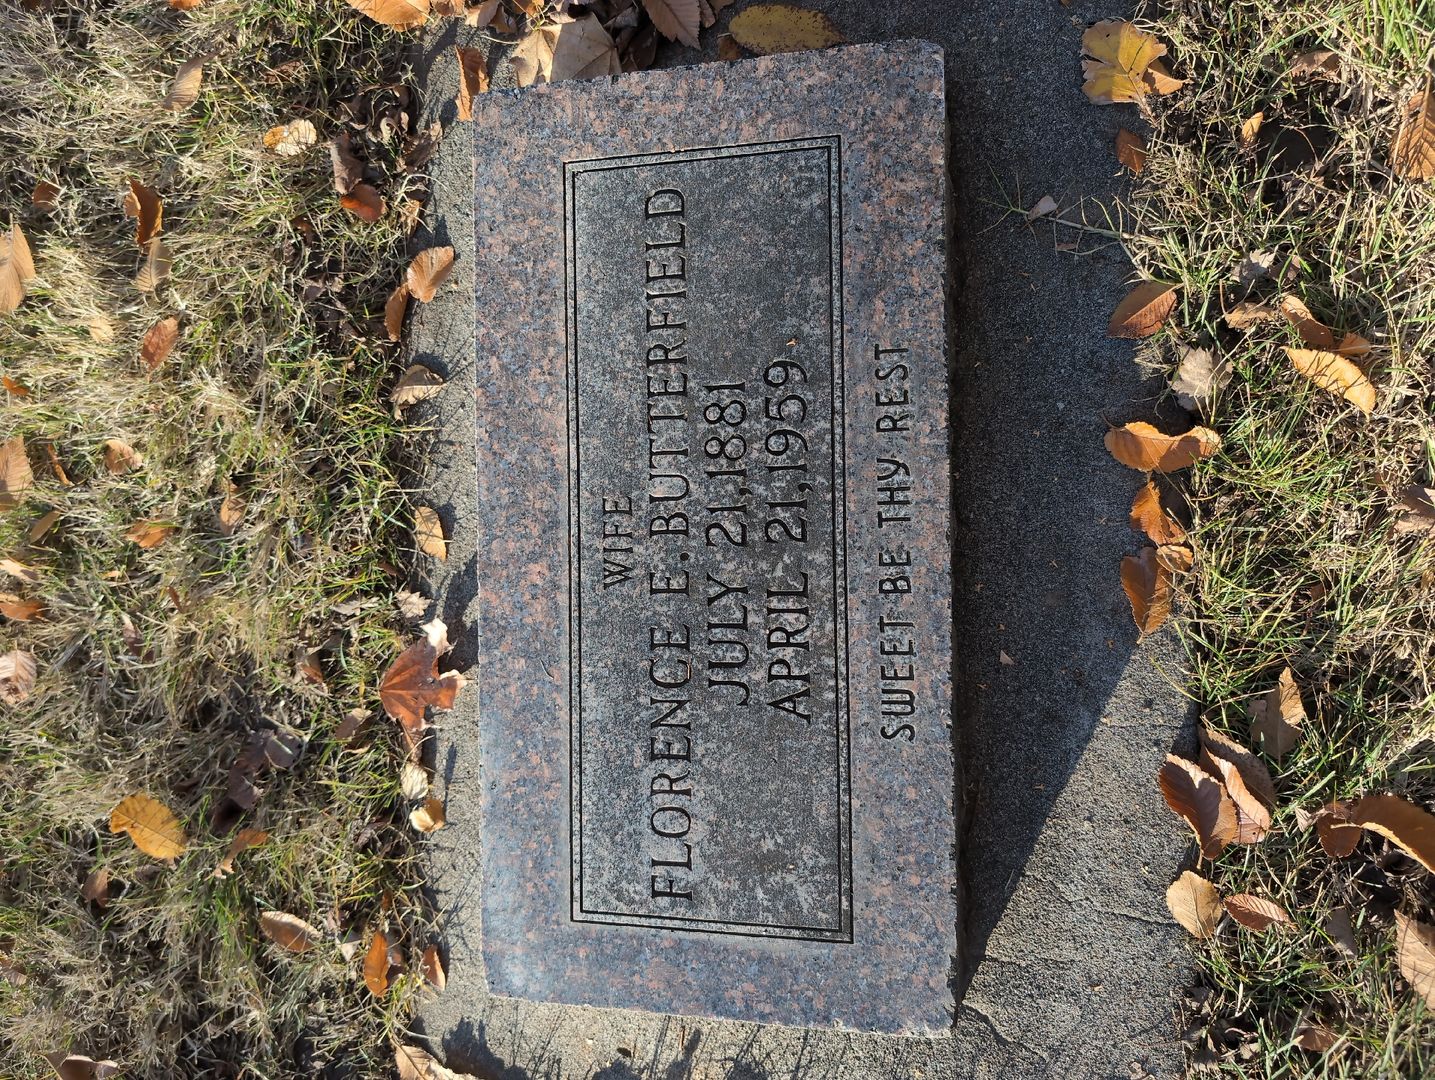 WIFE
FLORENCE E. BUTTERFIELD
JULY 21, 1881
APRIL 21, 1959
SWEET BE THY REST